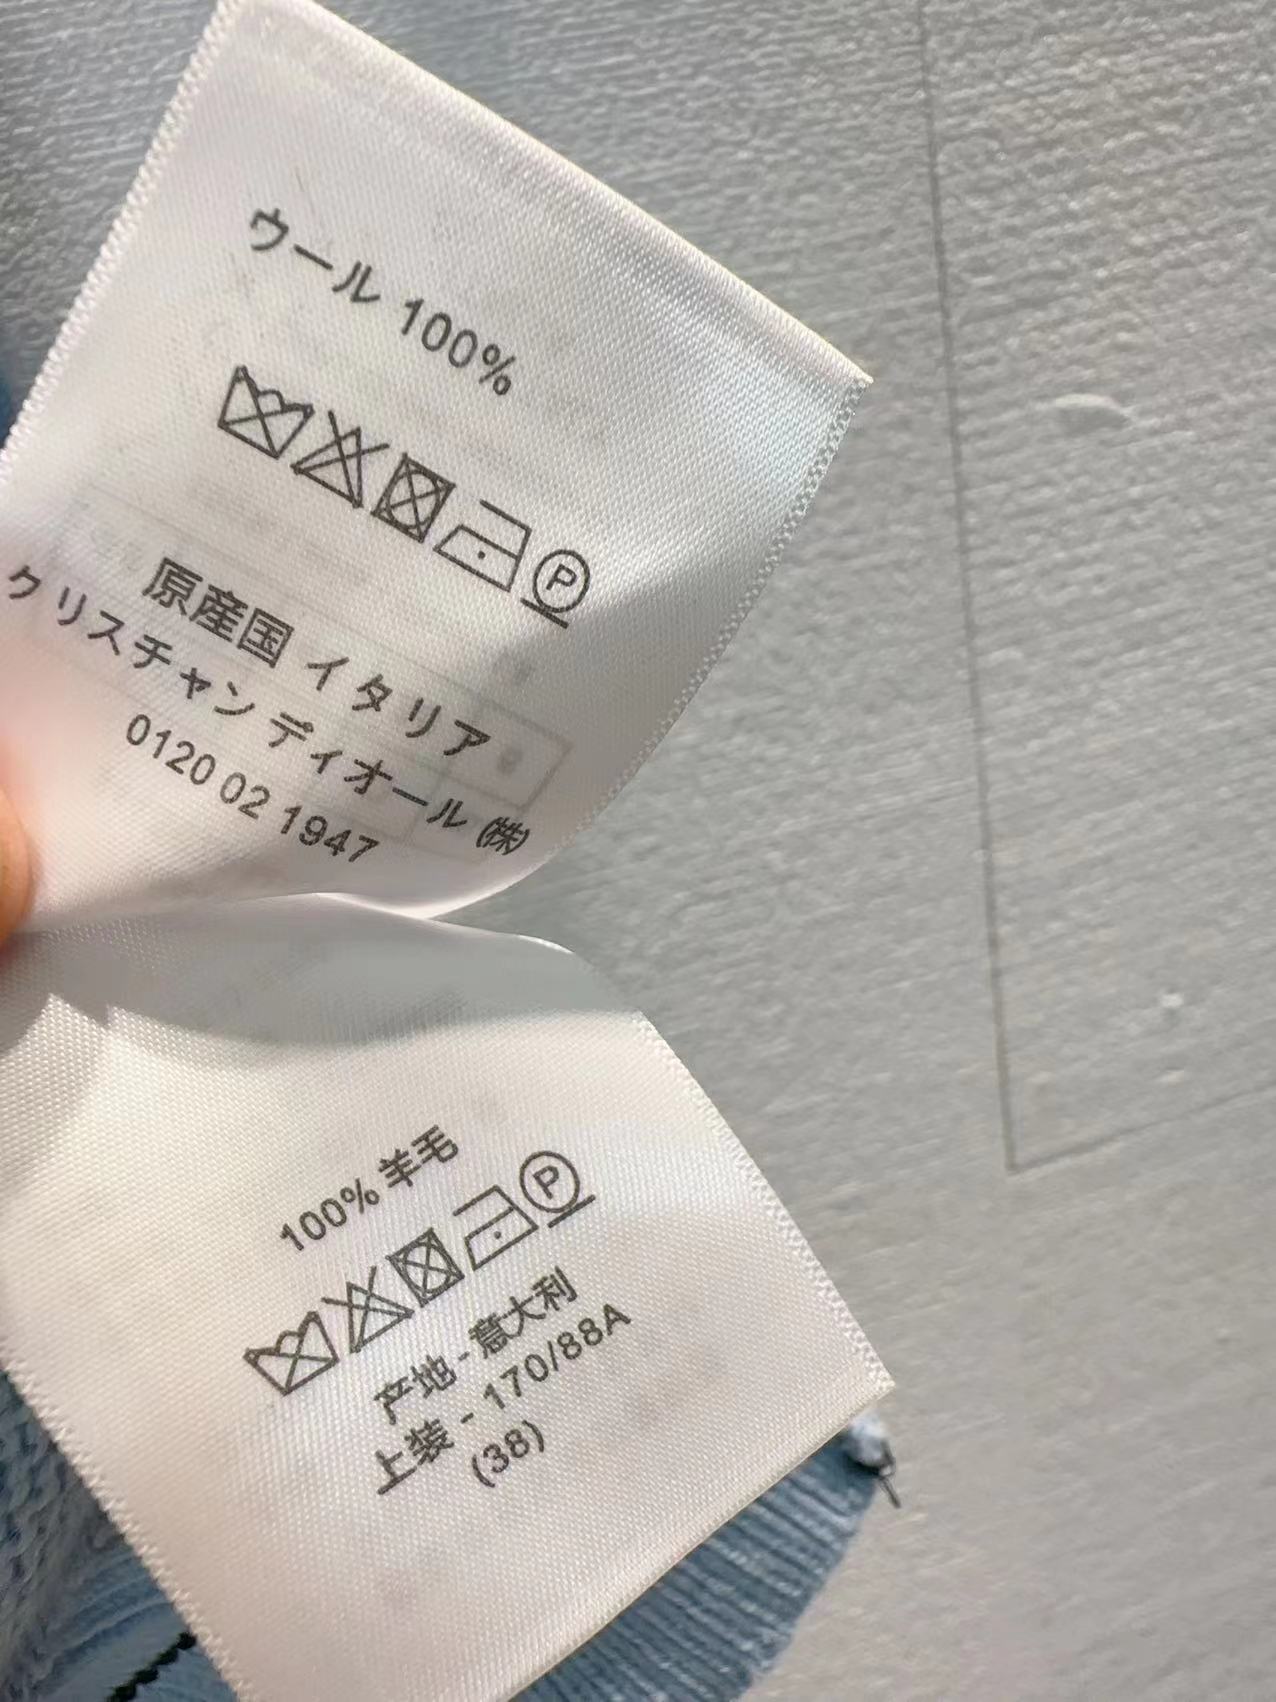 ウール 100%
P
原産国 イタリア
クリスチャン ディオール (株)
0120 02 1947
100% 羊毛
P
产地 - 意大利
上装 - 170/88A
(38)